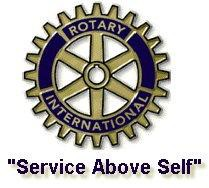 ROTARY
INTERNATIONAL
"Service Above Self"